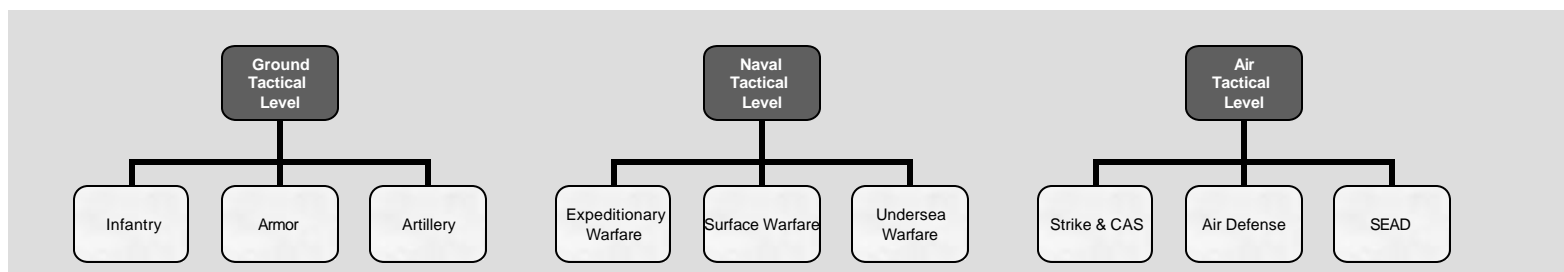 Ground
Tactical
Level
Naval
Tactical
Level
Air
Tactical
Level
Infantry
Armor
Artillery
Expeditionary
Warfare
Surface Warfare
Undersea
Warfare
Strike & CAS
Air Defense
SEAD